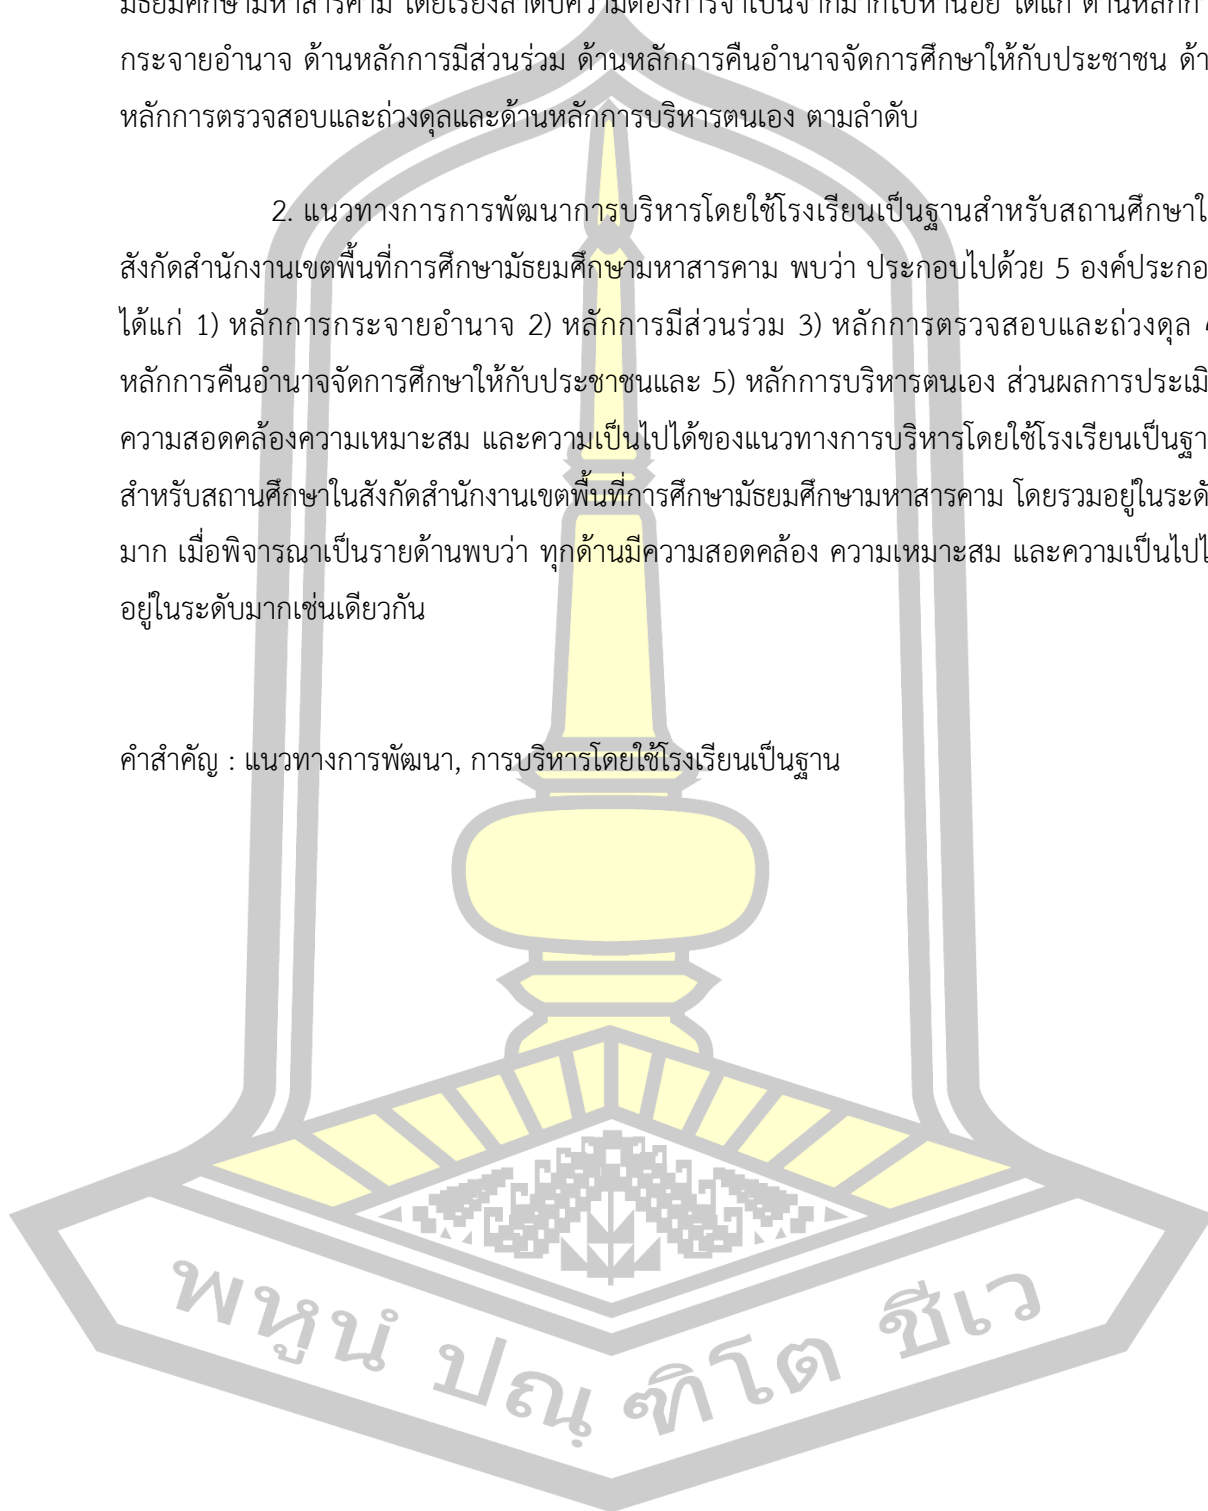 มัธยมศึกษามหาสารคาม โดยเรียงลำดับความต้องการจำเป็นจากมากไปหาน้อย ได้แก่ ด้านหลักการ
กระจายอำนาจ ด้านหลักการมีส่วนร่วม ด้านหลักการคืนอำนาจจัดการศึกษาให้กับประชาชน ด้า
หลักการตรวจสอบและถ่วงดุลและด้านหลักการบริหารตนเอง ตามลำดับ
2. แนวทางการการพัฒนาการบริหารโดยใช้โรงเรียนเป็นฐานสำหรับสถานศึกษาใ
สังกัดสำนักงานเขตพื้นที่การศึกษามัธยมศึกษามหาสารคาม พบว่า ประกอบไปด้วย 5 องค์ประกอ
ได้แก่ 1) หลักการกระจายอำนาจ 2) หลักการมีส่วนร่วม 3) หลักการตรวจสอบและถ่วงดุล
หลักการคืนอำนาจจัดการศึกษาให้กับประชาชนและ 5) หลักการบริหารตนเอง ส่วนผลการประเมิ
ความสอดคล้องความเหมาะสม และความเป็นไปได้ของแนวทางการบริหารโดยใช้โรงเรียนเป็นฐา
สำหรับสถานศึกษาในสังกัดสำนักงานเขตพื้นที่การศึกษามัธยมศึกษามหาสารคาม โดยรวมอยู่ในระดั
มาก เมื่อพิจารณาเป็นรายด้านพบว่า ทุกด้านมีความสอดคล้อง ความเหมาะสม และความเป็นไปไ
อยู่ในระดับมากเช่นเดียวกัน
คำสำคัญ : แนวทางการพัฒนา, การบริหารโดยใช้โรงเรียนเป็นฐาน
พหูนํ ปณฺฑิโต ชีเว